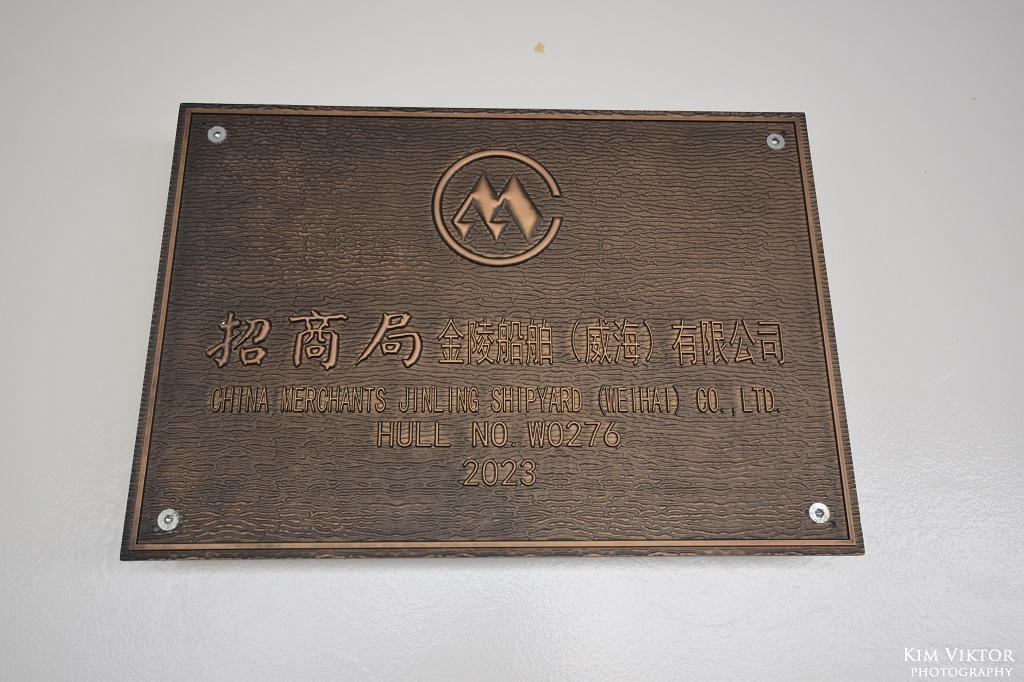 招商局金陵船舶（威海）有限公司
CHINA MERCHANTS JINLING SHIPYARD (WEIHAI) CO.,LTD.
HULL NO.W0276
2023
KIM VIKTOR
PHOTOGRAPHY